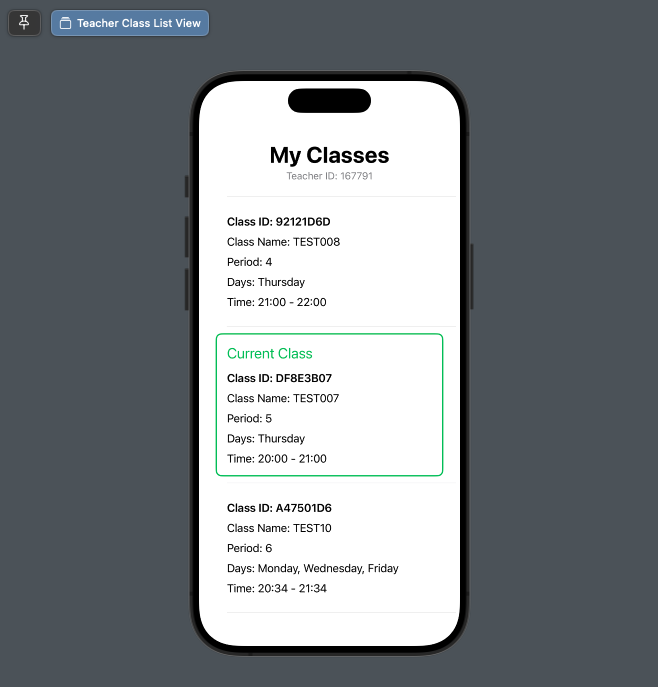 Teacher Class List View
My Classes
Teacher ID: 167791
Class ID: 92121D6D
Class Name: TEST008
Period: 4
Days: Thursday
Time: 21:00 - 22:00
Current Class
Class ID: DF8E3B07
Class Name: TEST007
Period: 5
Days: Thursday
Time: 20:00 - 21:00
Class ID: A47501D6
Class Name: TEST10
Period: 6
Days: Monday, Wednesday, Friday
Time: 20:34 - 21:34